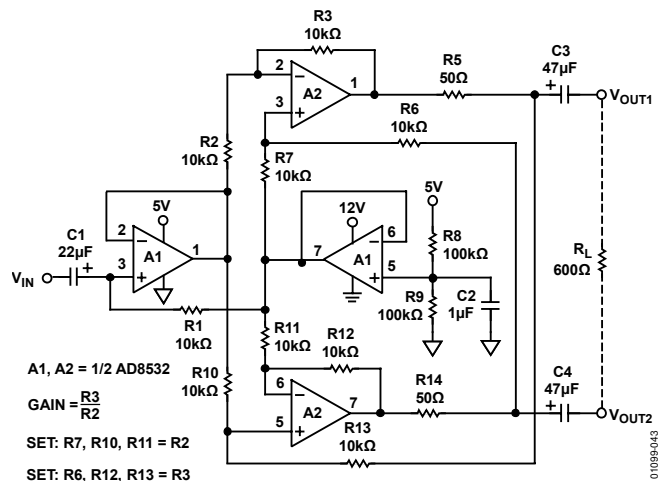 R3
10kΩ
2
A2
1
3
R5
50Ω
C3
47µF
+
VOUT1
R6
10kΩ
R2
10kΩ
R7
10kΩ
5V
2
A1
1
3
C1
22µF
+
VIN
12V
7
A1
6
5
5V
R8
100kΩ
R9
100kΩ
C2
1µF
RL
600Ω
R1
10kΩ
R11
10kΩ
R12
10kΩ
R10
10kΩ
6
A2
7
5
R14
50Ω
C4
47µF
+
VOUT2
R13
10kΩ
A1, A2 = 1/2 AD8532
GAIN = R3
R2
SET: R7, R10, R11 = R2
SET: R6, R12, R13 = R3
01099-043